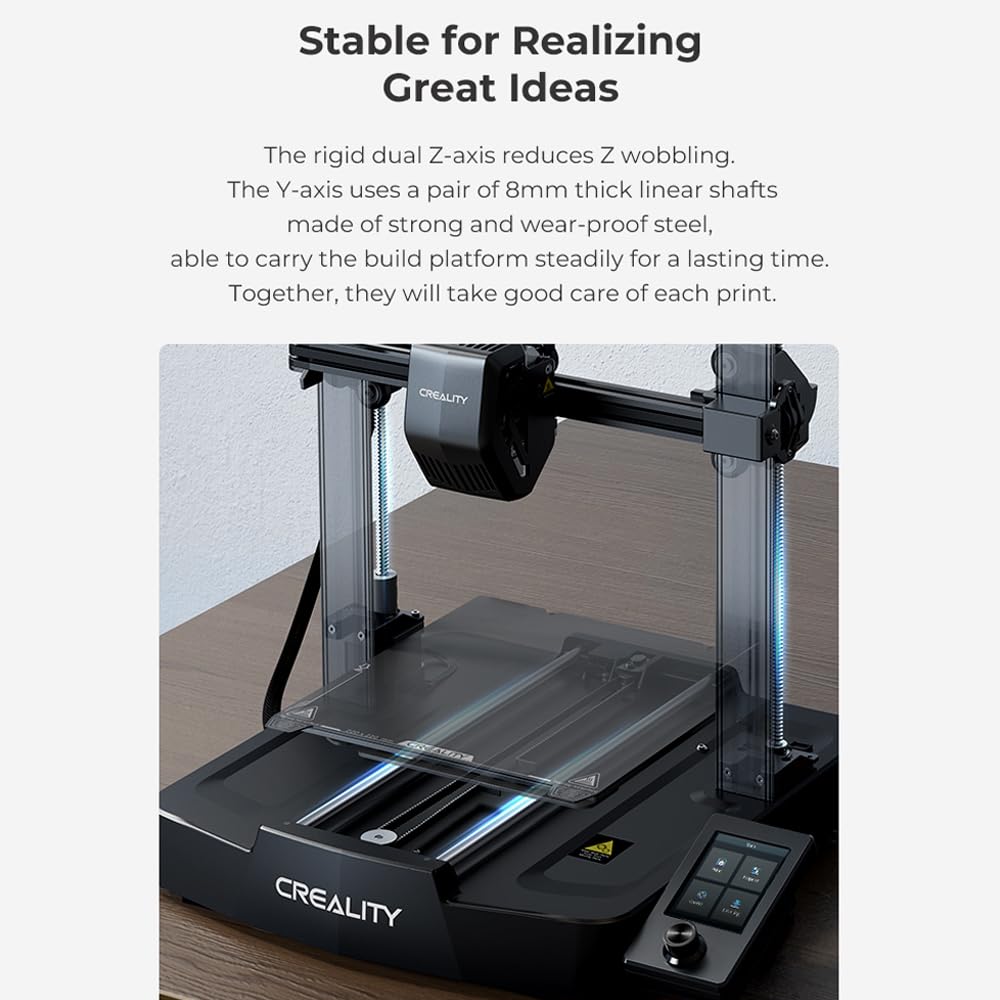 Stable for Realizing
Great Ideas
The rigid dual Z-axis reduces Z wobbling.
The Y-axis uses a pair of 8mm thick linear shafts
made of strong and wear-proof steel,
able to carry the build platform steadily for a lasting time.
Together, they will take good care of each print.
CREALITY
CREALITY
CREALITY